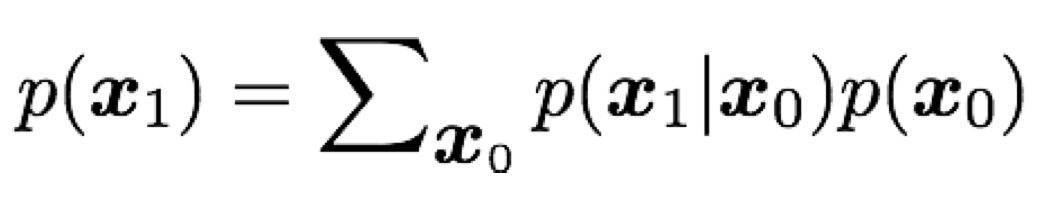 p(𝒙₁) = ∑_{𝒙₀} p(𝒙₁|𝒙₀)p(𝒙₀)